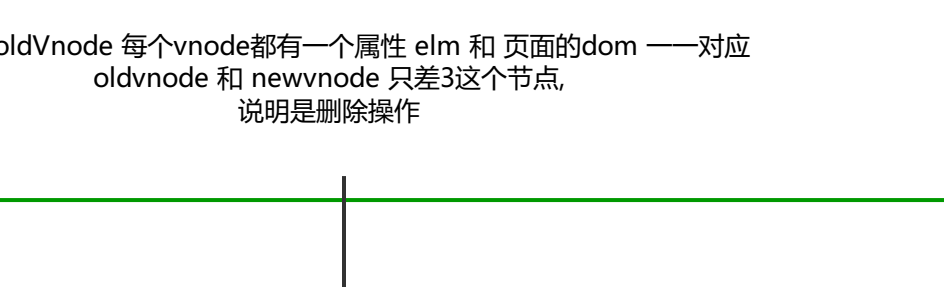 oldVnode 每个vnode都有一个属性 elm 和 页面的dom 一一对应
oldvnode 和 newvnode 只差3这个节点,
说明是删除操作